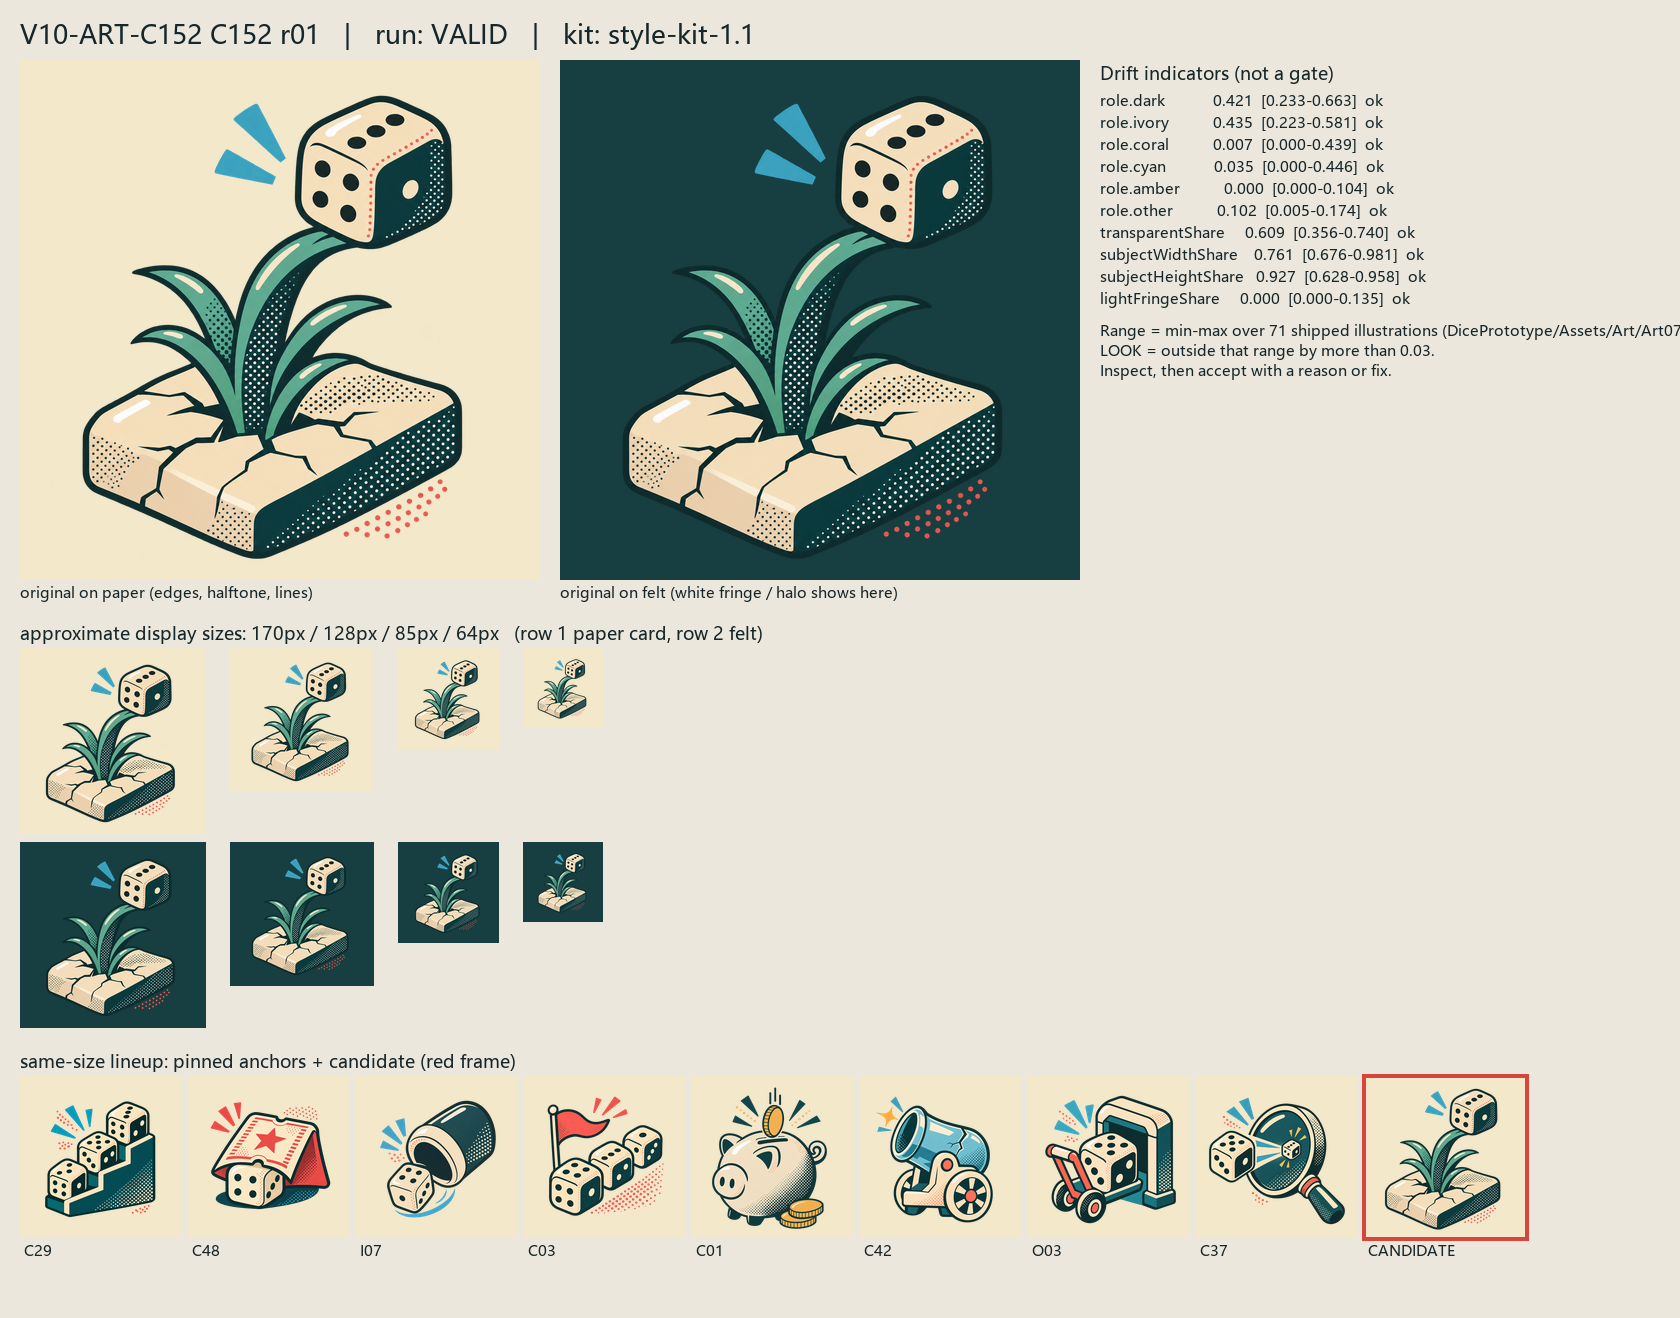 V10-ART-C152 C152 r01 | run: VALID | kit: style-kit-1.1
Drift indicators (not a gate)
role.dark 0.421 [0.233-0.663] ok
role.ivory 0.435 [0.223-0.581] ok
role.coral 0.007 [0.000-0.439] ok
role.cyan 0.035 [0.000-0.446] ok
role.amber 0.000 [0.000-0.104] ok
role.other 0.102 [0.005-0.174] ok
transparentShare 0.609 [0.356-0.740] ok
subjectWidthShare 0.761 [0.676-0.981] ok
subjectHeightShare 0.927 [0.628-0.958] ok
lightFringeShare 0.000 [0.000-0.135] ok
Range = min-max over 71 shipped illustrations (DicePrototype/Assets/Art/Art07
LOOK = outside that range by more than 0.03.
Inspect, then accept with a reason or fix.
original on paper (edges, halftone, lines)
original on felt (white fringe / halo shows here)
approximate display sizes: 170px / 128px / 85px / 64px (row 1 paper card, row 2 felt)
same-size lineup: pinned anchors + candidate (red frame)
C29 C48 I07 C03 C01 C42 O03 C37 CANDIDATE